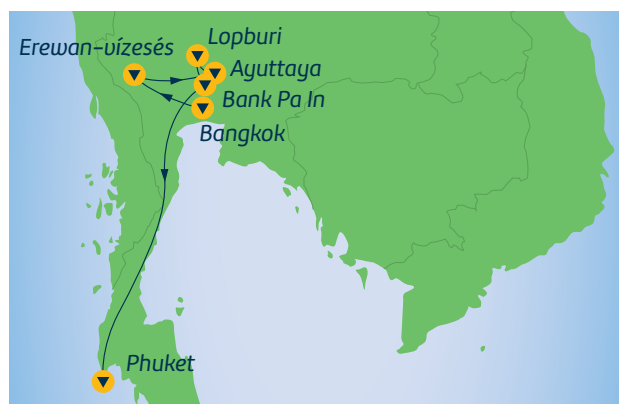 Lopburi
Erewan-vízesés
Ayuttaya
Bank Pa In
Bangkok
Phuket